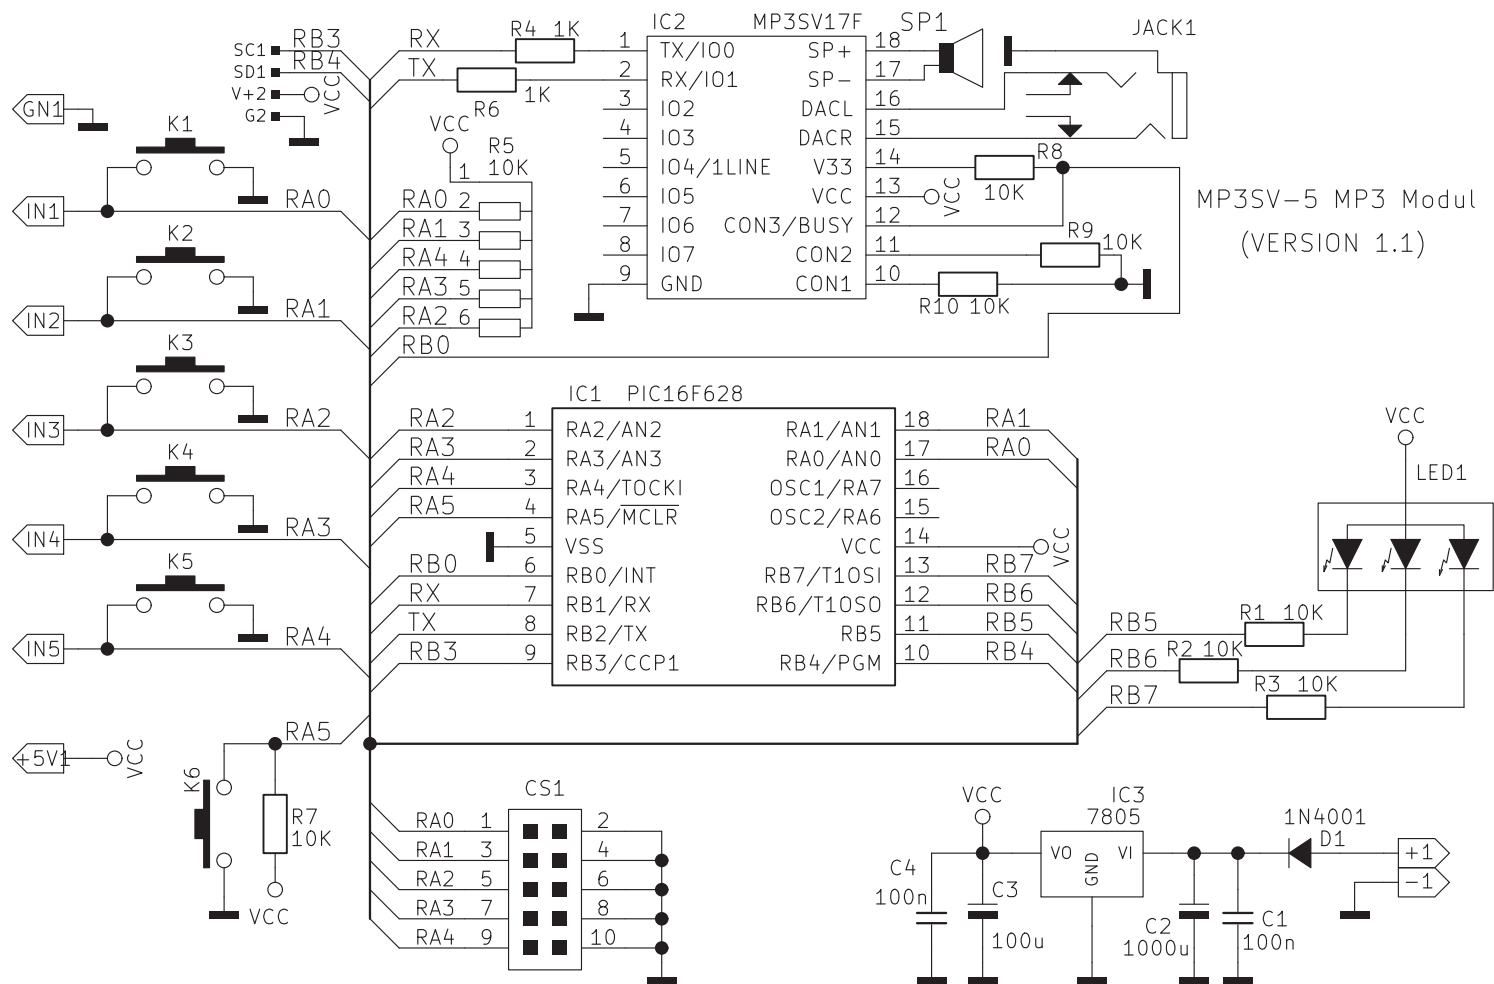 IC2 MP3SV17F
R4 1K
RX
TX
R6
1K
1 TX/IO0
2 RX/IO1
3 IO2
4 IO3
5 IO4/1LINE
6 IO5
7 IO6
8 IO7
9 GND
SP+ 18
SP- 17
DACL 16
DACR 15
V33 14
VCC 13
CON3/BUSY 12
CON2 11
CON1 10
SP1
JACK1
R8
10K
VCC
R9
10K
R10 10K
MP3SV-5 MP3 Modul
(VERSION 1.1)
SC1
SD1
V+2
G2
RB3
RB4
VCC
GN1
K1
IN1
RA0
K2
IN2
RA1
K3
IN3
RA2
K4
IN4
RA3
K5
IN5
RA4
VCC
R5
10K
1
RA0 2
RA1 3
RA4 4
RA3 5
RA2 6
RB0
IC1 PIC16F628
RA2 1 RA2/AN2
RA3 2 RA3/AN3
RA4 3 RA4/TOCKI
RA5 4 RA5/MCLR
5 VSS
RB0 6 RB0/INT
RX 7 RB1/RX
TX 8 RB2/TX
RB3 9 RB3/CCP1
RA1/AN1 18 RA1
RA0/AN0 17 RA0
OSC1/RA7 16
OSC2/RA6 15
VCC 14 VCC
RB7/T1OSI 13 RB7
RB6/T1OSO 12 RB6
RB5 11 RB5
RB4/PGM 10 RB4
VCC
LED1
RB5 R1 10K
RB6 R2 10K
RB7 R3 10K
RA5
+5V1
VCC
K6
R7
10K
VCC
CS1
RA0 1 2
RA1 3 4
RA2 5 6
RA3 7 8
RA4 9 10
VCC
IC3
7805
VO VI
GND
1N4001
D1
+1
-1
C4
100n
C3
100u
C2
1000u
C1
100n